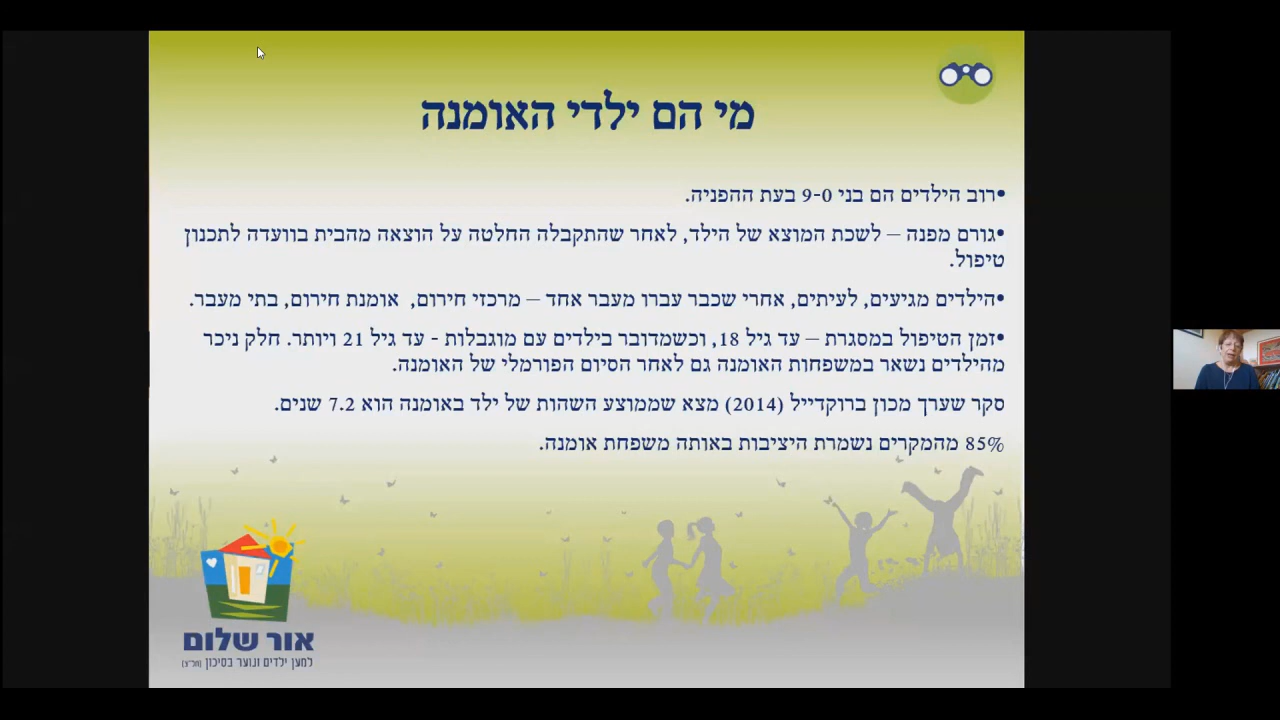 מי הם ילדי האומנה
•רוב הילדים הם בני 9-0 בעת ההפניה.
•גורם מפנה – לשכת המוצא של הילד, לאחר שהתקבלה החלטה על הוצאה מהבית בוועדה לתכנון
טיפול.
•הילדים מגיעים, לעיתים, אחרי שכבר עברו מעבר אחד – מרכזי חירום, אומנת חירום, בתי מעבר.
•זמן הטיפול במסגרת – עד גיל 18, וכשמדובר בילדים עם מוגבלות - עד גיל 21 ויותר. חלק ניכר
מהילדים נשאר במשפחות האומנה גם לאחר הסיום הפורמלי של האומנה.
סקר שערך מכון ברוקדייל (2014) מצא שממוצע השהות של ילד באומנה הוא 7.2 שנים.
85% מהמקרים נשמרת היציבות באותה משפחת אומנה.
אור שלום
למען ילדים ונוער בסיכון (חל"צ)